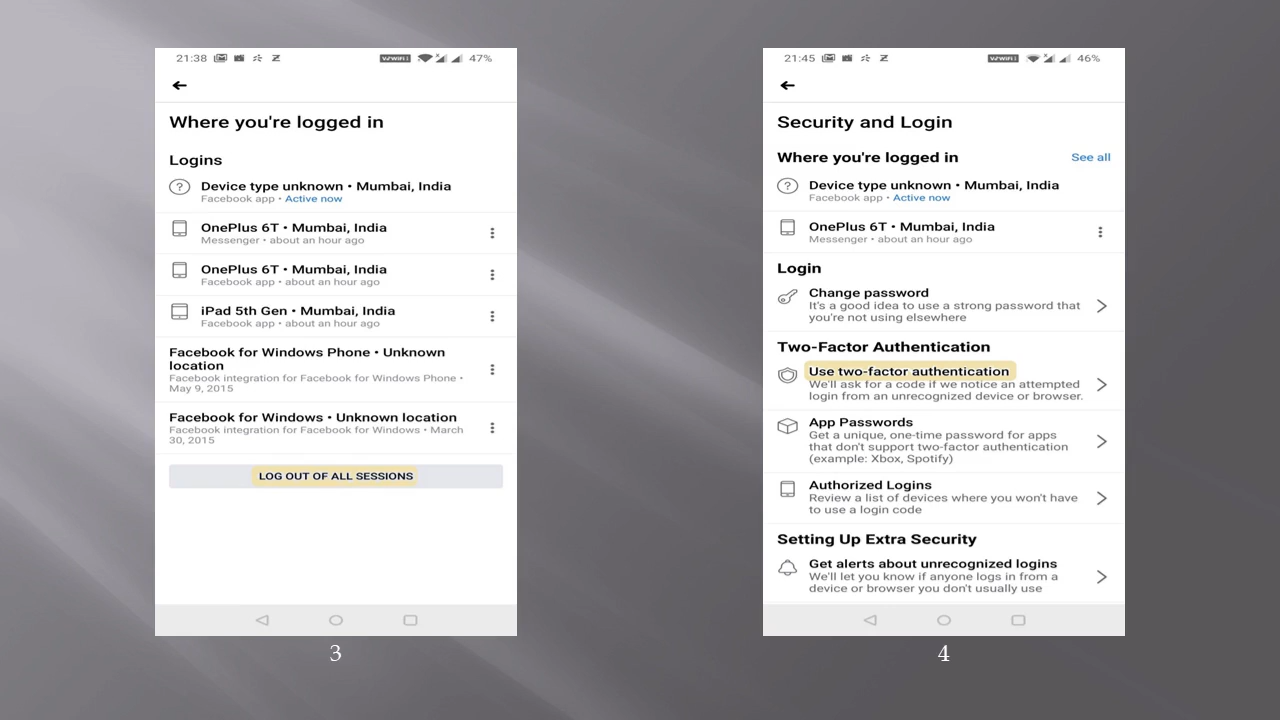 21:38
VoWiFi1
47%
Where you're logged in
Logins
Device type unknown • Mumbai, India
Facebook app • Active now
OnePlus 6T • Mumbai, India
Messenger • about an hour ago
OnePlus 6T • Mumbai, India
Facebook app • about an hour ago
iPad 5th Gen • Mumbai, India
Facebook app • about an hour ago
Facebook for Windows Phone • Unknown
location
Facebook integration for Facebook for Windows Phone •
May 9, 2015
Facebook for Windows • Unknown location
Facebook integration for Facebook for Windows • March
30, 2015
LOG OUT OF ALL SESSIONS
3
21:45
VoWiFi1
46%
Security and Login
Where you're logged in
See all
Device type unknown • Mumbai, India
Facebook app • Active now
OnePlus 6T • Mumbai, India
Messenger • about an hour ago
Login
Change password
It's a good idea to use a strong password that
you're not using elsewhere
Two-Factor Authentication
Use two-factor authentication
We'll ask for a code if we notice an attempted
login from an unrecognized device or browser.
App Passwords
Get a unique, one-time password for apps
that don't support two-factor authentication
(example: Xbox, Spotify)
Authorized Logins
Review a list of devices where you won't have
to use a login code
Setting Up Extra Security
Get alerts about unrecognized logins
We'll let you know if anyone logs in from a
device or browser you don't usually use
4